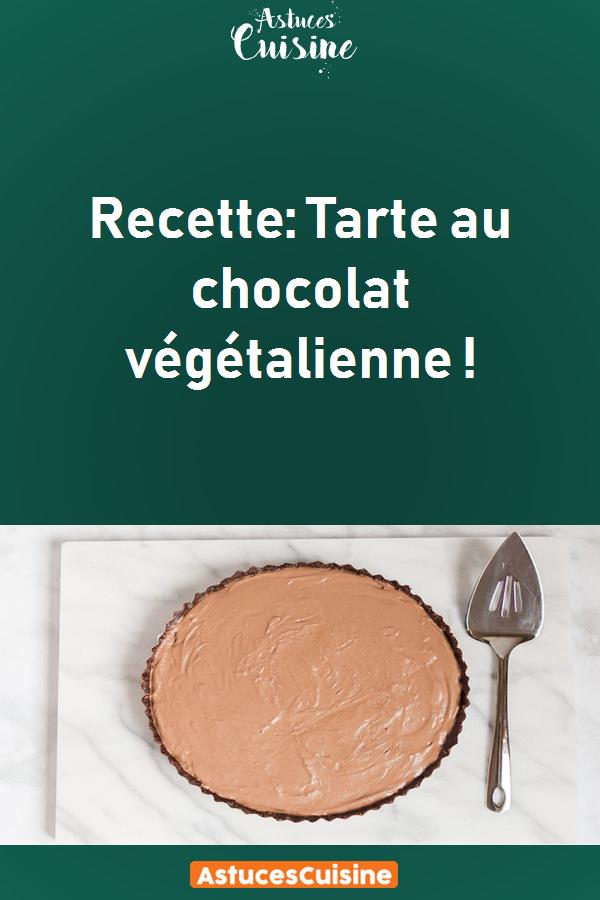 Astuces
Cuisine
Recette: Tarte au
chocolat
végétalienne !
AstucesCuisine